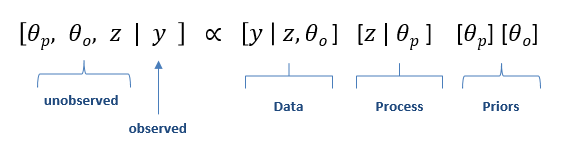 [θₚ, θₒ, z | y ] ∝ [y | z, θₒ] [z | θₚ ] [θₚ] [θₒ]
unobserved Data Process Priors
observed